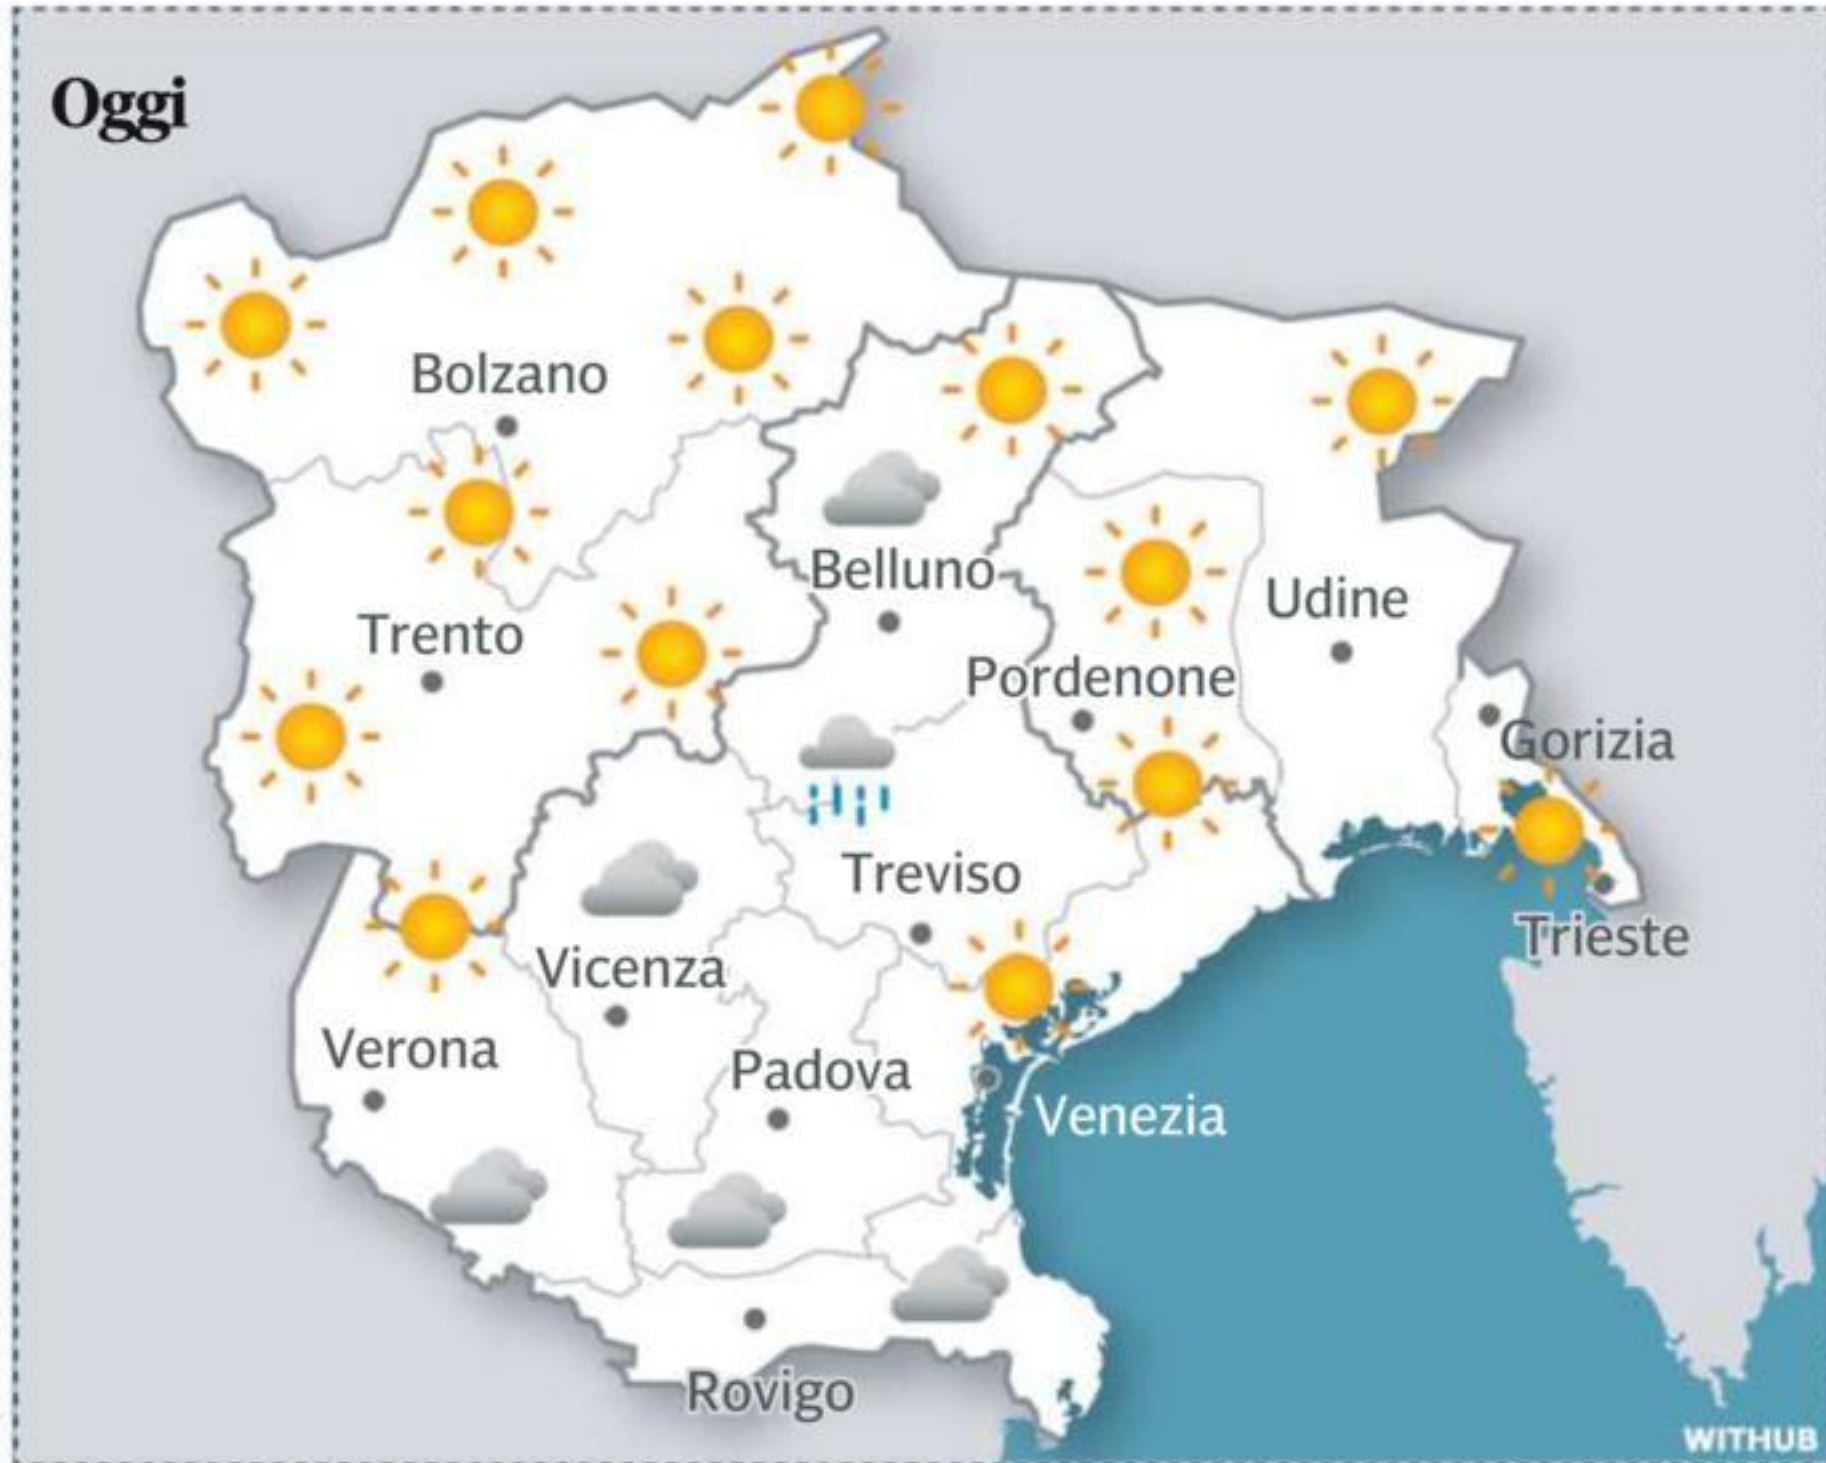 Oggi
Bolzano
Belluno
Udine
Trento
Pordenone
Gorizia
Treviso
Trieste
Vicenza
Verona
Padova
Venezia
Rovigo
WITHUB